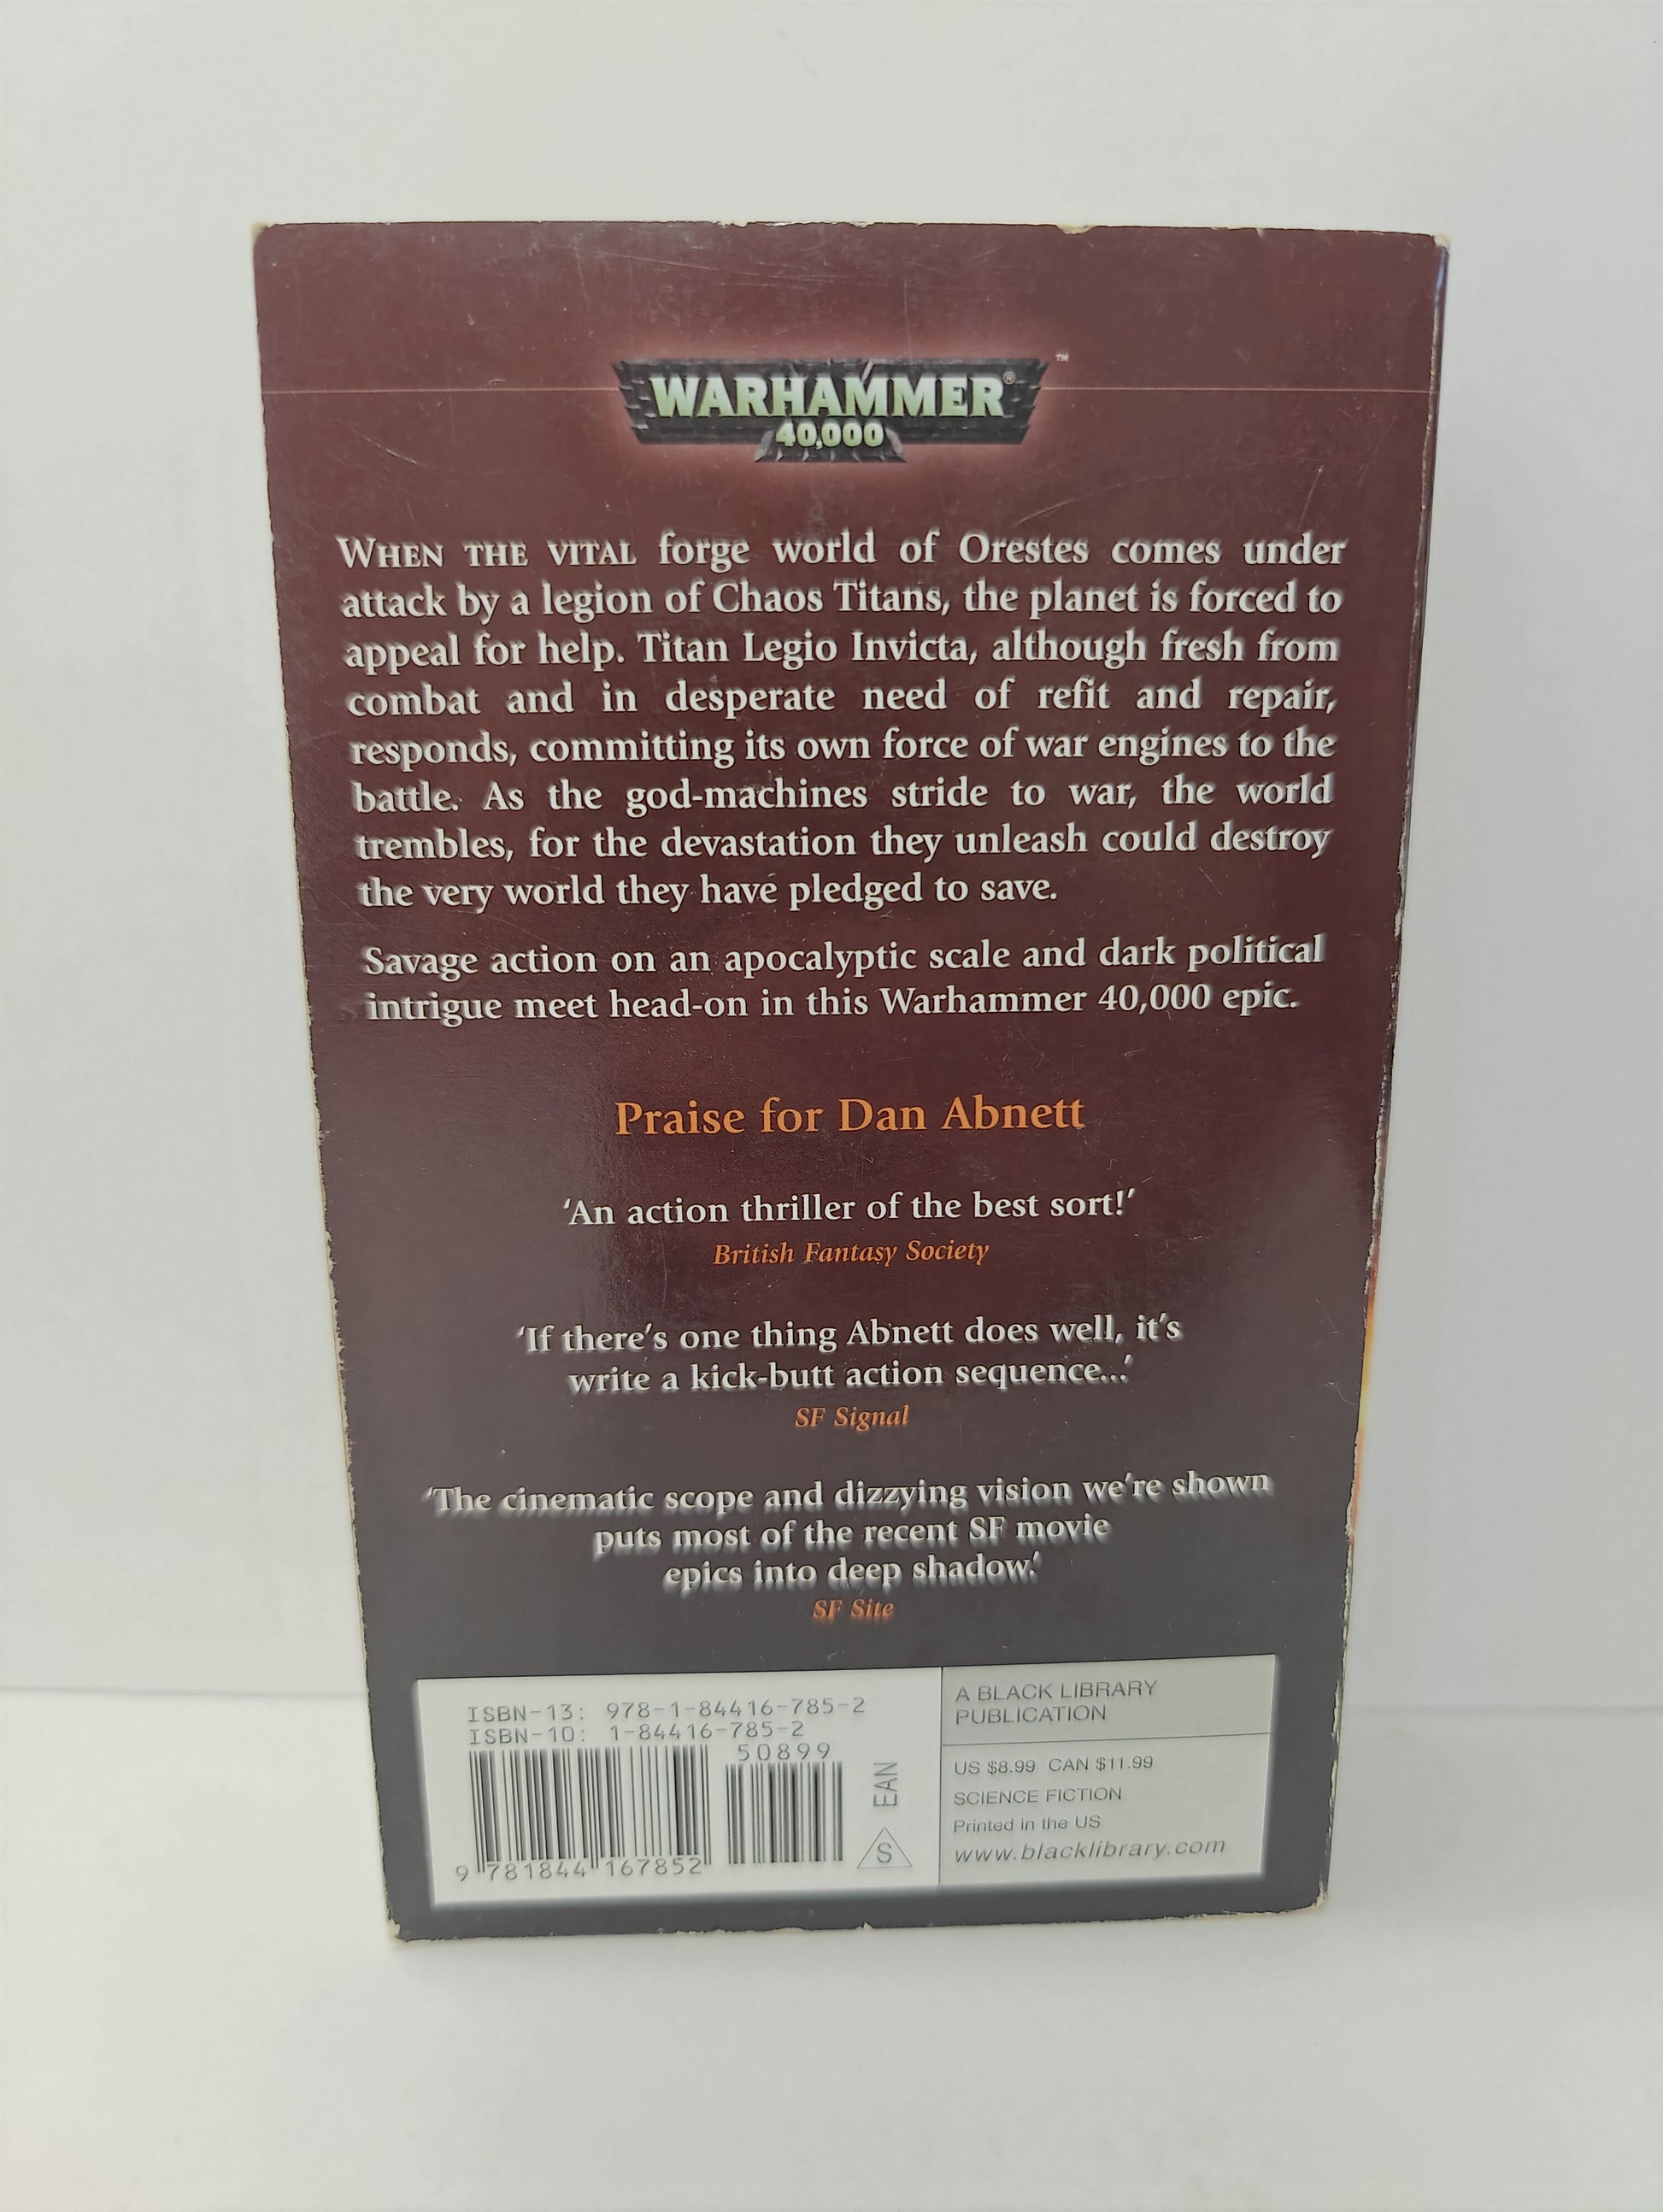 WARHAMMER®™
40,000
WHEN THE VITAL forge world of Orestes comes under
attack by a legion of Chaos Titans, the planet is forced to
appeal for help. Titan Legio Invicta, although fresh from
combat and in desperate need of refit and repair,
responds, committing its own force of war engines to the
battle. As the god-machines stride to war, the world
trembles, for the devastation they unleash could destroy
the very world they have pledged to save.
Savage action on an apocalyptic scale and dark political
intrigue meet head-on in this Warhammer 40,000 epic.
Praise for Dan Abnett
‘An action thriller of the best sort!’
British Fantasy Society
‘If there’s one thing Abnett does well, it’s
write a kick-butt action sequence...’
SF Signal
‘The cinematic scope and dizzying vision we’re shown
puts most of the recent SF movie
epics into deep shadow.’
SF Site
ISBN-13: 978-1-84416-785-2
ISBN-10: 1-84416-785-2
50899
EAN
S
9 781844 167852
A BLACK LIBRARY
PUBLICATION
US $8.99 CAN $11.99
SCIENCE FICTION
Printed in the US
www.blacklibrary.com